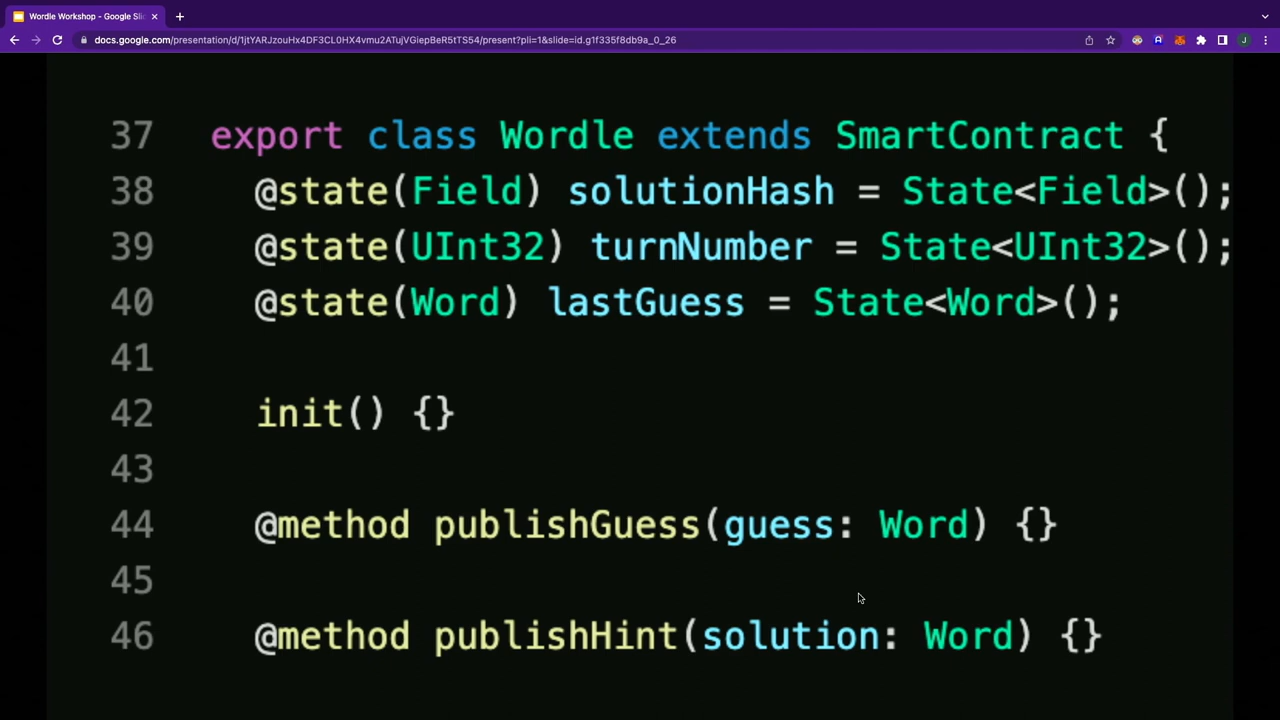 Wordle Workshop - Google Sli
docs.google.com/presentation/d/1jtYARJzouHx4DF3CL0HX4vmu2ATujVGiepBeR5tTS54/present?pli=1&slide=id.g1f335f8db9a_0_26
J
37 export class Wordle extends SmartContract {
38 @state(Field) solutionHash = State<Field>();
39 @state(UInt32) turnNumber = State<UInt32>();
40 @state(Word) lastGuess = State<Word>();
41
42 init() {}
43
44 @method publishGuess(guess: Word) {}
45
46 @method publishHint(solution: Word) {}